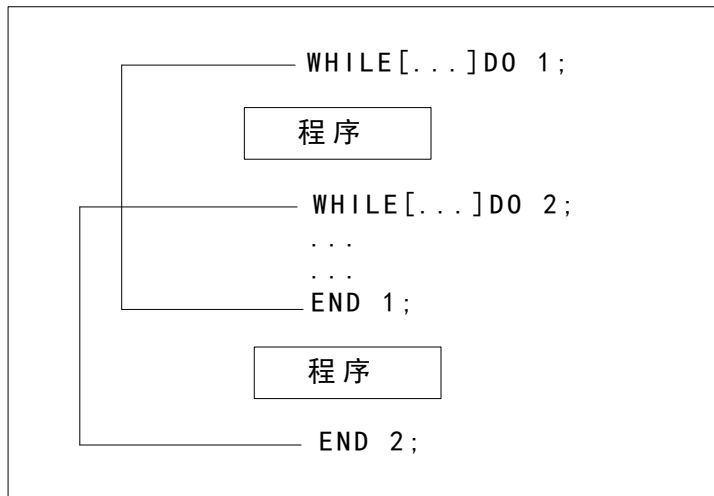 WHILE[...]DO 1;
程序
WHILE[...]DO 2;
...
...
END 1;
程序
END 2;